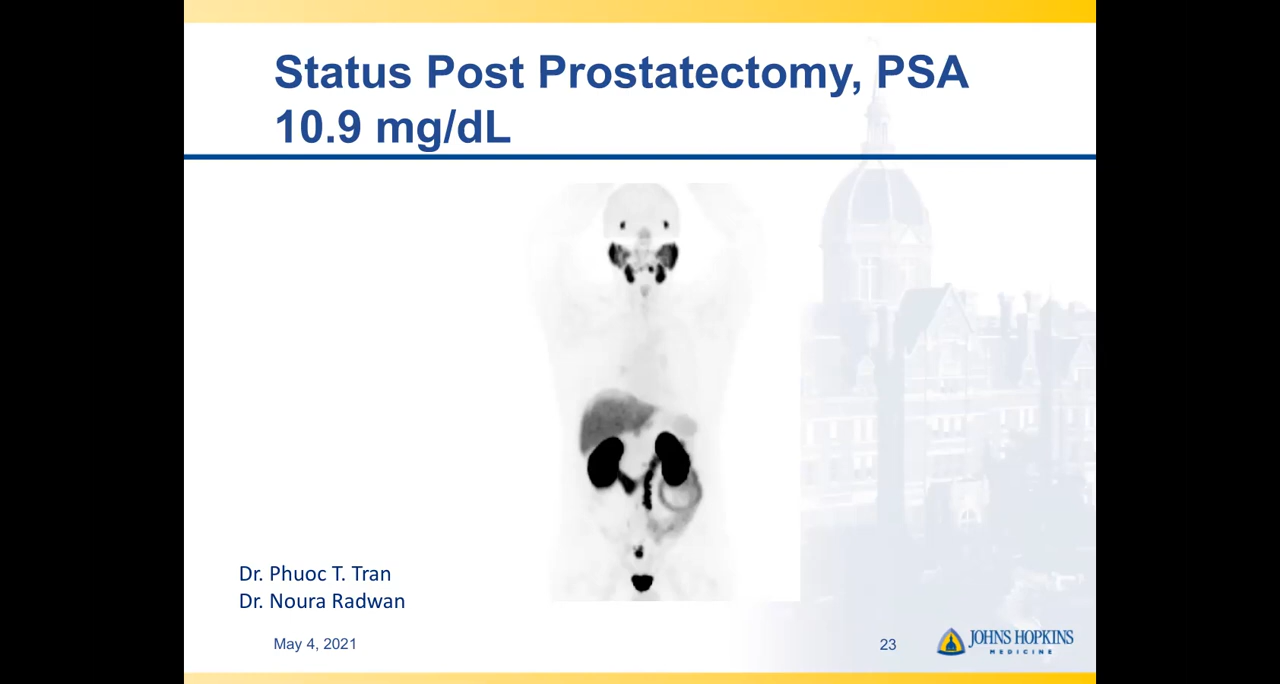 Status Post Prostatectomy, PSA
10.9 mg/dL
Dr. Phuoc T. Tran
Dr. Noura Radwan
May 4, 2021
23
JOHNS HOPKINS
MEDICINE